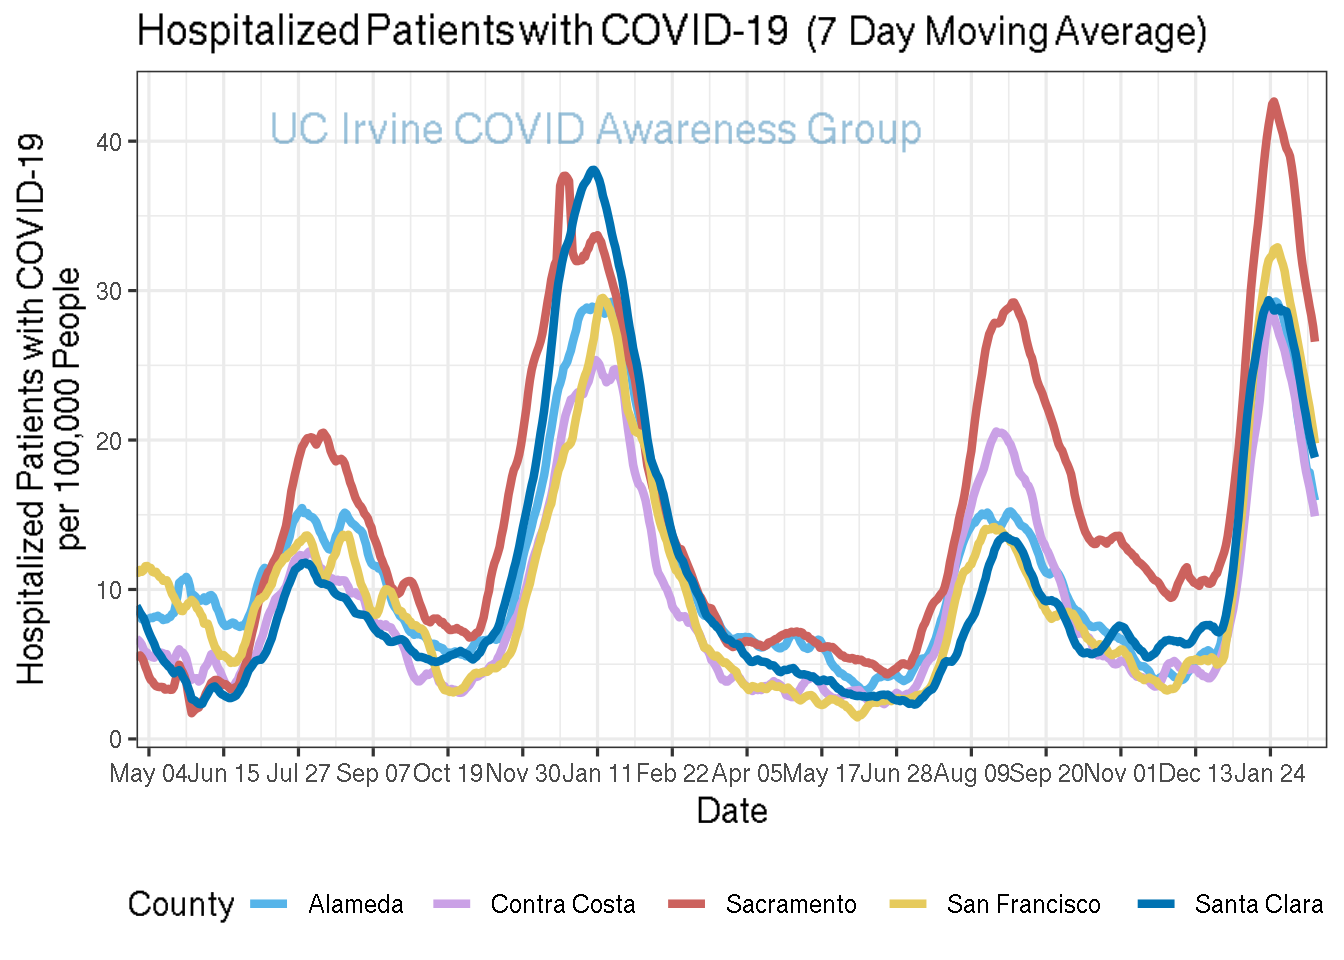 Hospitalized Patients with COVID-19 (7 Day Moving Average)
UC Irvine COVID Awareness Group
Hospitalized Patients with COVID-19
per 100,000 People
40
30
20
10
0
May 04 Jun 15 Jul 27 Sep 07 Oct 19 Nov 30 Jan 11 Feb 22 Apr 05 May 17 Jun 28 Aug 09 Sep 20 Nov 01 Dec 13 Jan 24
Date
County Alameda Contra Costa Sacramento San Francisco Santa Clara